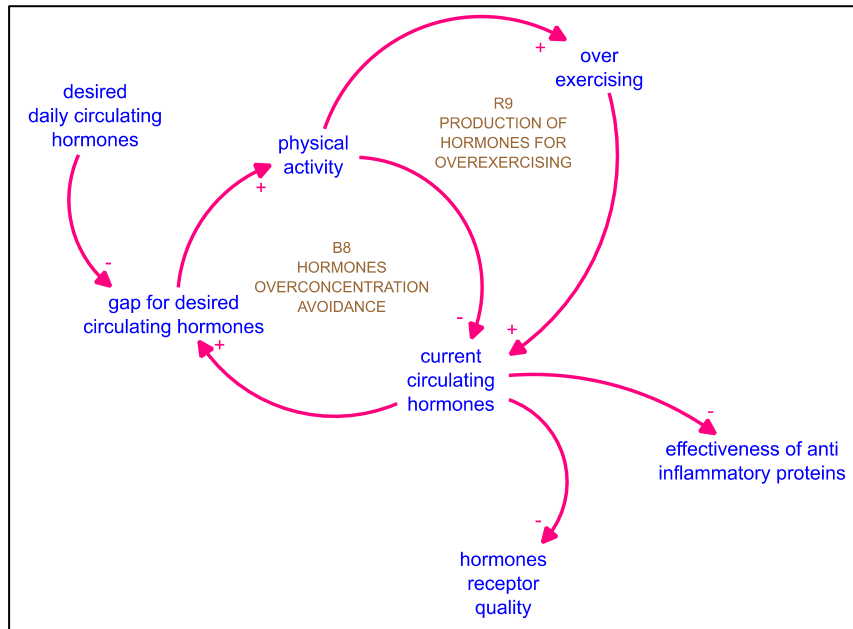 desired
daily circulating
hormones
physical
activity
+
over
exercising
R9
PRODUCTION OF
HORMONES FOR
OVEREXERCISING
+
-
gap for desired
circulating hormones
+
B8
HORMONES
OVERCONCENTRATION
AVOIDANCE
-
+
current
circulating
hormones
-
effectiveness of anti
inflammatory proteins
-
hormones
receptor
quality